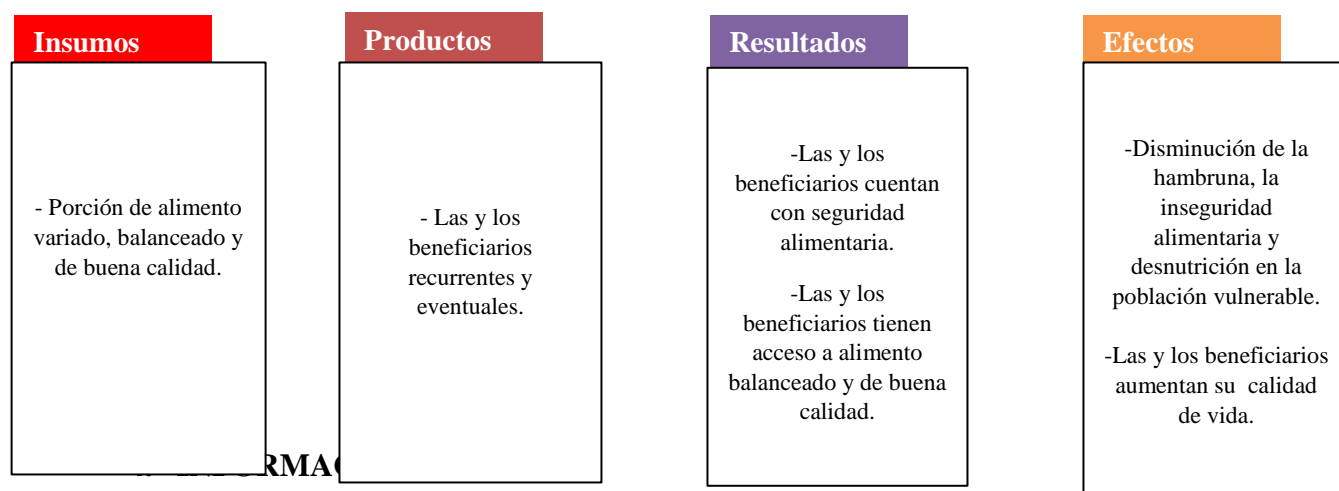 Insumos
- Porción de alimento
variado, balanceado y
de buena calidad.
Productos
- Las y los
beneficiarios
recurrentes y
eventuales.
Resultados
-Las y los
beneficiarios cuentan
con seguridad
alimentaria.
-Las y los
beneficiarios tienen
acceso a alimento
balanceado y de buena
calidad.
Efectos
-Disminución de la
hambruna, la
inseguridad
alimentaria y
desnutrición en la
población vulnerable.
-Las y los beneficiarios
aumentan su calidad
de vida.